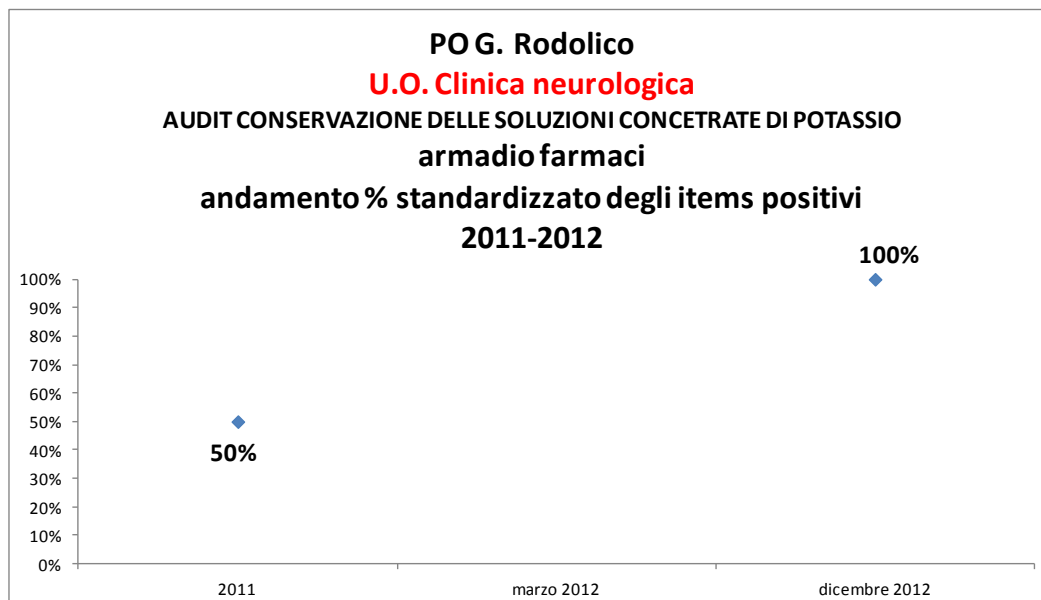 PO G. Rodolico
U.O. Clinica neurologica
AUDIT CONSERVAZIONE DELLE SOLUZIONI CONCETRATE DI POTASSIO
armadio farmaci
andamento % standardizzato degli items positivi
2011-2012
100%
100%
90%
80%
70%
60%
50%
50%
40%
30%
20%
10%
0%
2011 marzo 2012 dicembre 2012